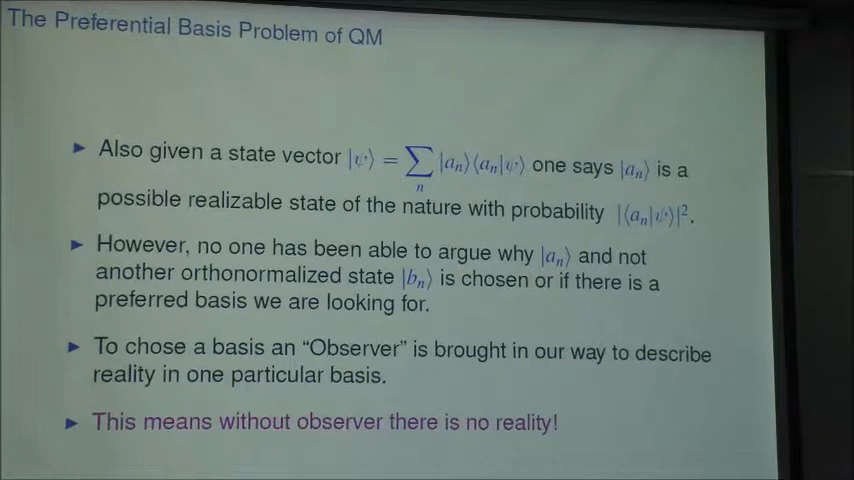 The Preferential Basis Problem of QM
▶ Also given a state vector |ψ⟩ = ∑ₙ |aₙ⟩⟨aₙ|ψ⟩ one says |aₙ⟩ is a
possible realizable state of the nature with probability |⟨aₙ|ψ⟩|².
▶ However, no one has been able to argue why |aₙ⟩ and not
another orthonormalized state |bₙ⟩ is chosen or if there is a
preferred basis we are looking for.
▶ To chose a basis an “Observer” is brought in our way to describe
reality in one particular basis.
▶ This means without observer there is no reality!